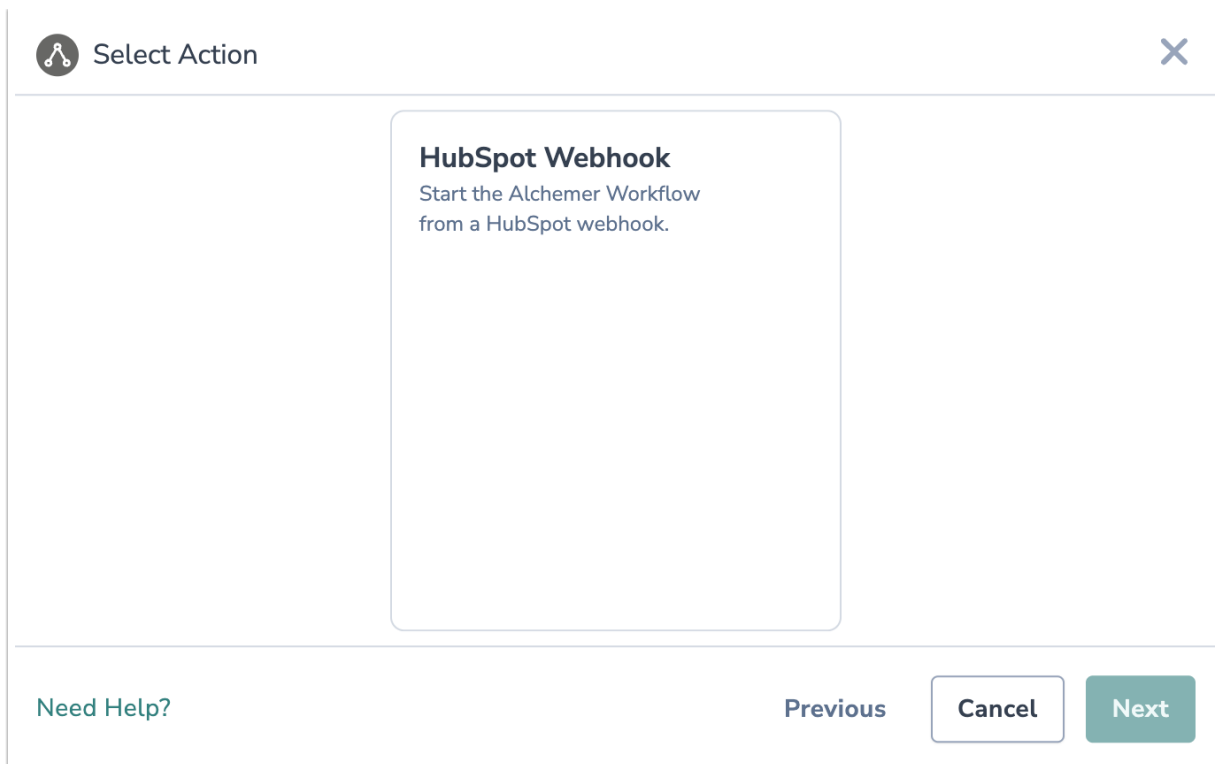 Select Action
HubSpot Webhook
Start the Alchemer Workflow
from a HubSpot webhook.
Need Help?
Previous
Cancel
Next